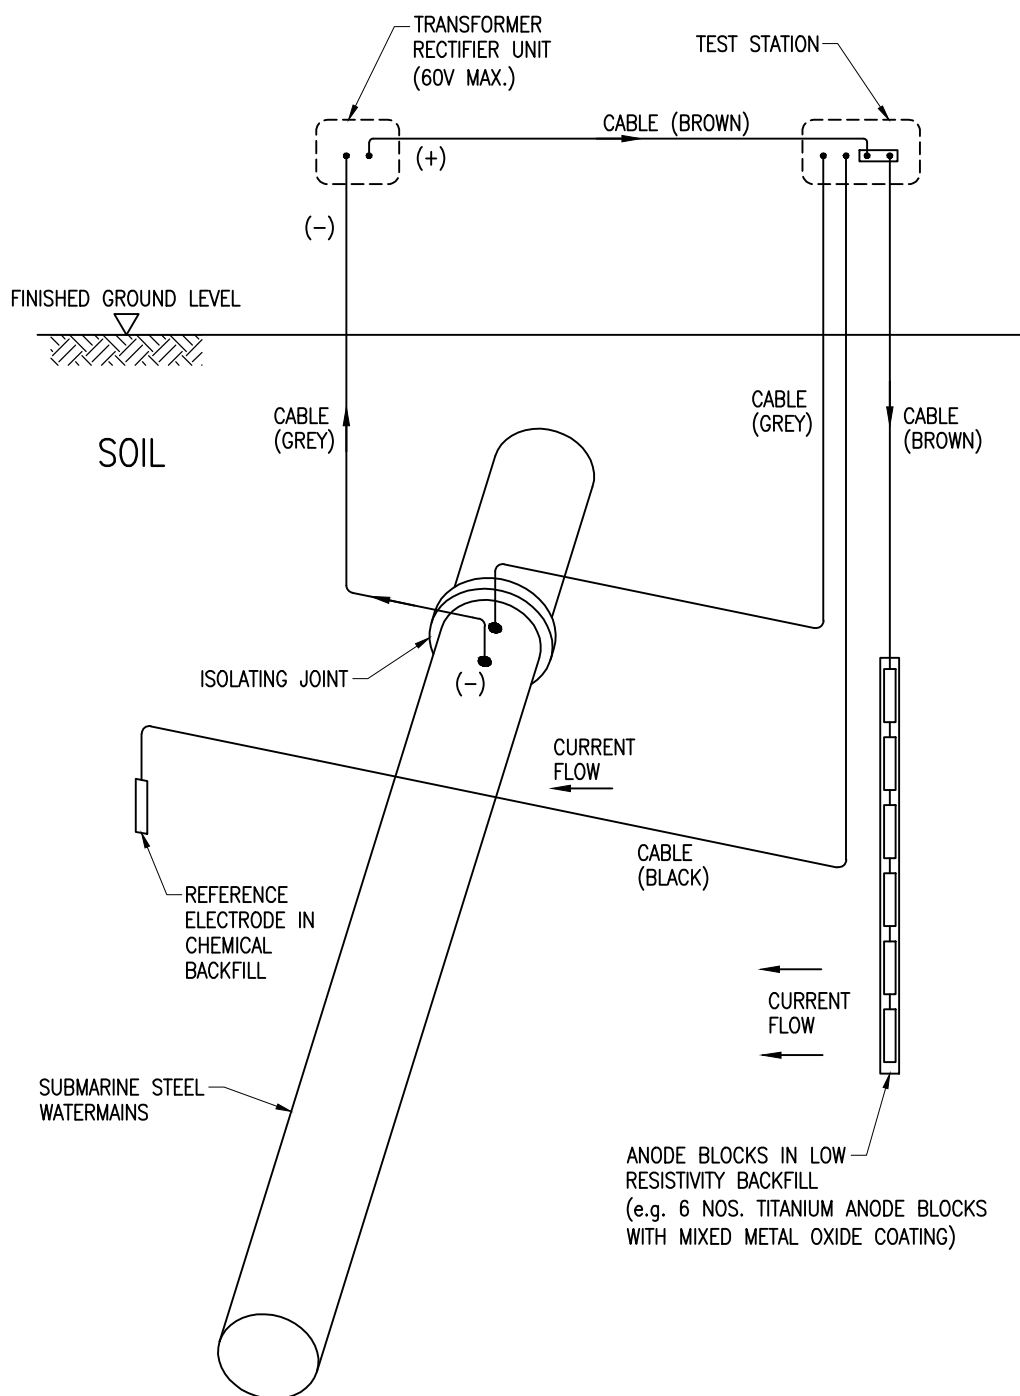 TRANSFORMER
RECTIFIER UNIT
(60V MAX.)
TEST STATION
CABLE (BROWN)
(+)
(-)
FINISHED GROUND LEVEL
CABLE
(GREY)
CABLE
(GREY)
CABLE
(BROWN)
SOIL
ISOLATING JOINT
(-)
CURRENT
FLOW
CABLE
(BLACK)
REFERENCE
ELECTRODE IN
CHEMICAL
BACKFILL
CURRENT
FLOW
SUBMARINE STEEL
WATERMAINS
ANODE BLOCKS IN LOW
RESISTIVITY BACKFILL
(e.g. 6 NOS. TITANIUM ANODE BLOCKS
WITH MIXED METAL OXIDE COATING)